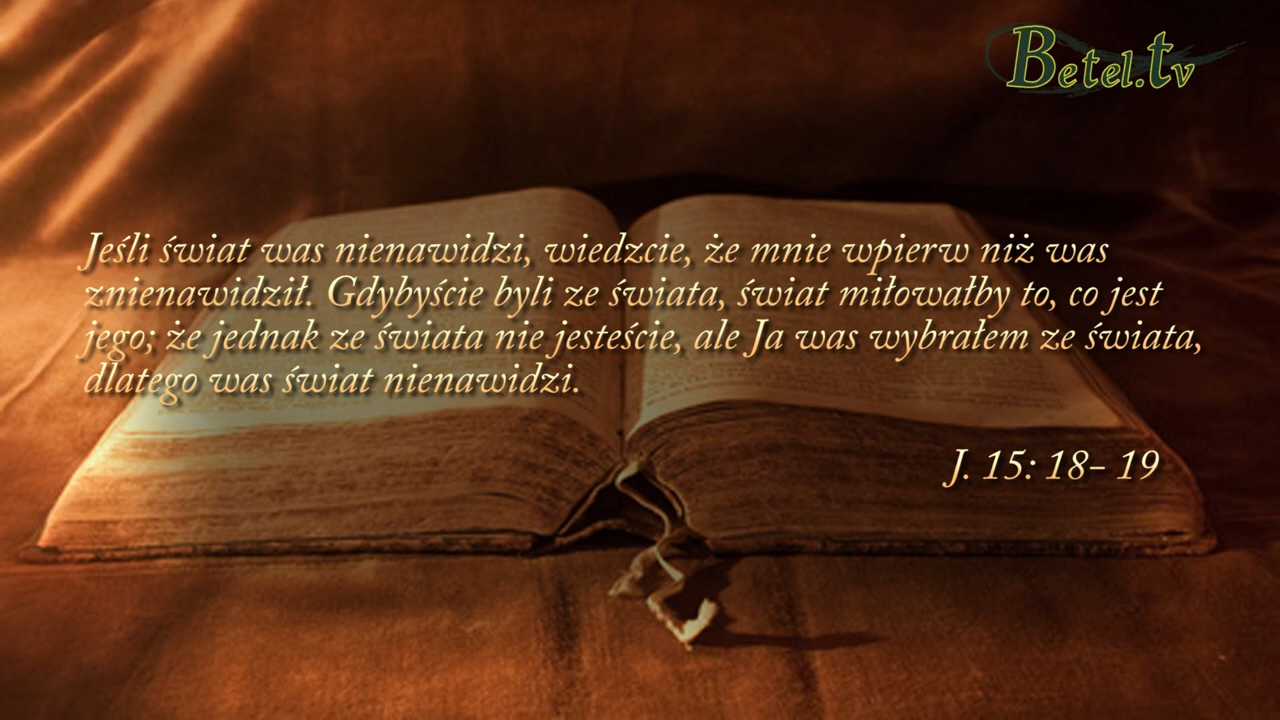 Betel.tv
Jeśli świat was nienawidzi, wiedzcie, że mnie wpierw niż was
znienawidził. Gdybyście byli ze świata, świat miłowałby to, co jest
jego; że jednak ze świata nie jesteście, ale Ja was wybrałem ze świata,
dlatego was świat nienawidzi.
J. 15: 18– 19